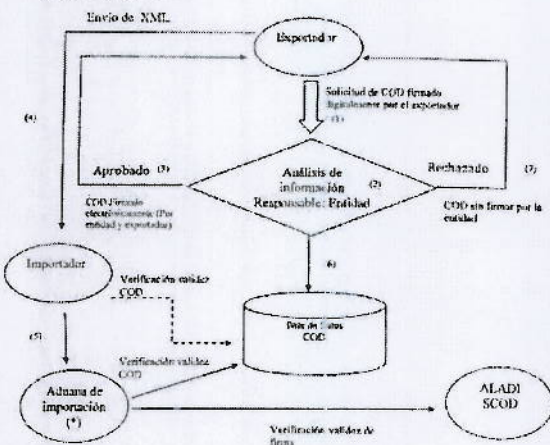 Envío de XML
Exportador
Solicitud de COD firmado
digitalmente por el exportador
(1)
(4)
Aprobado (3)
Análisis de
información (2)
Responsable: Entidad
Rechazado (3)
COD Firmado
electrónicamente (Por
entidad y exportador)
COD sin firmar por la
entidad
Importador
Verificación validez
COD
6)
Base de Datos
COD
(5)
Verificación validez
COD
Aduana de
importación
(*)
ALADI
SCOD
Verificación validez de
firma